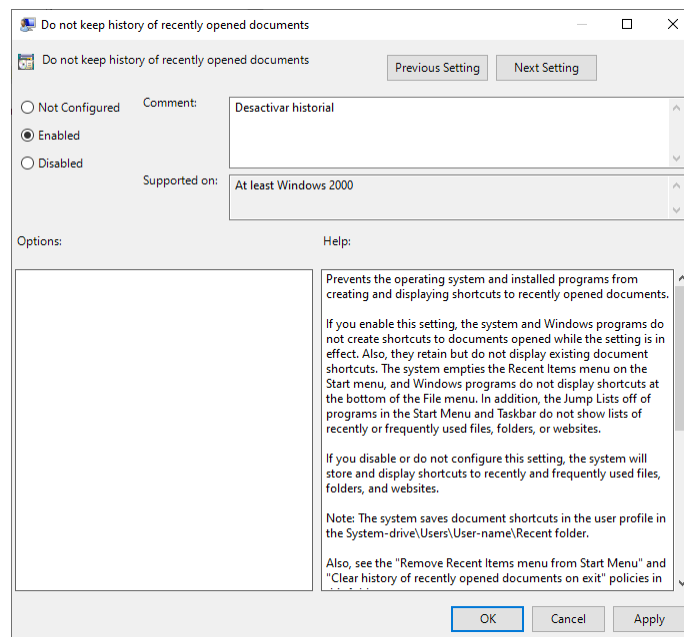 Do not keep history of recently opened documents
Do not keep history of recently opened documents
Previous Setting
Next Setting
Not Configured
Enabled
Disabled
Comment:
Desactivar historial
Supported on:
At least Windows 2000
Options:
Help:
Prevents the operating system and installed programs from
creating and displaying shortcuts to recently opened documents.
If you enable this setting, the system and Windows programs do
not create shortcuts to documents opened while the setting is in
effect. Also, they retain but do not display existing document
shortcuts. The system empties the Recent Items menu on the
Start menu, and Windows programs do not display shortcuts at
the bottom of the File menu. In addition, the Jump Lists off of
programs in the Start Menu and Taskbar do not show lists of
recently or frequently used files, folders, or websites.
If you disable or do not configure this setting, the system will
store and display shortcuts to recently and frequently used files,
folders, and websites.
Note: The system saves document shortcuts in the user profile in
the System-drive\Users\User-name\Recent folder.
Also, see the "Remove Recent Items menu from Start Menu" and
"Clear history of recently opened documents on exit" policies in
OK
Cancel
Apply